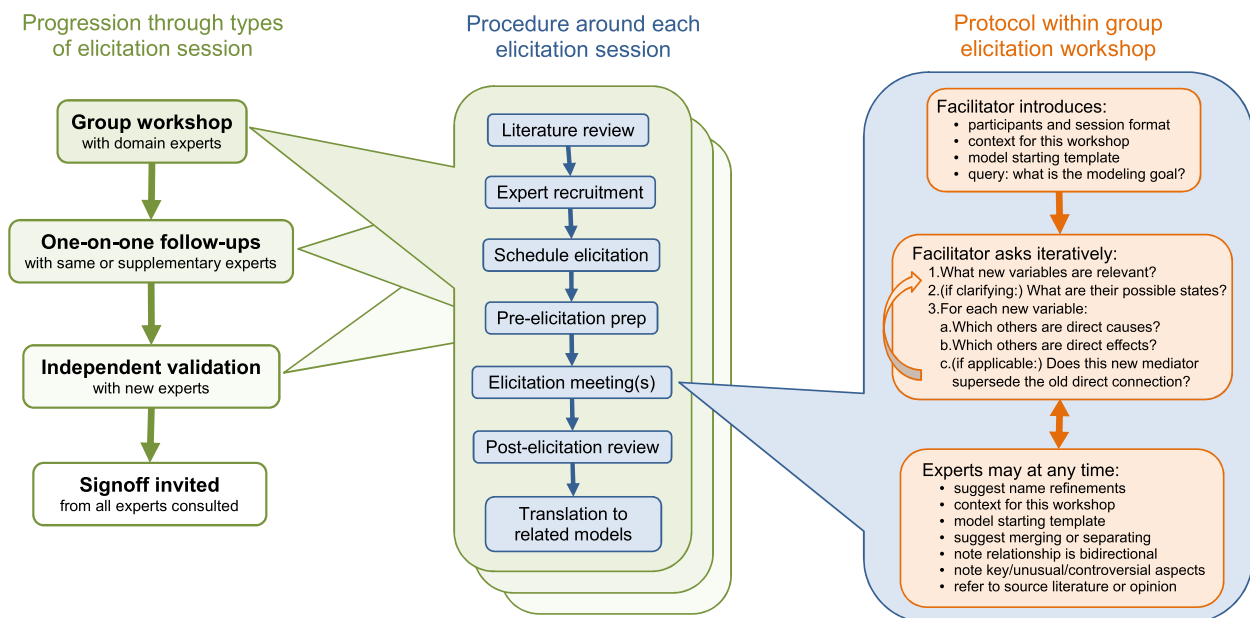 Progression through types
of elicitation session
Group workshop
with domain experts
One-on-one follow-ups
with same or supplementary experts
Independent validation
with new experts
Signoff invited
from all experts consulted
Procedure around each
elicitation session
Literature review
Expert recruitment
Schedule elicitation
Pre-elicitation prep
Elicitation meeting(s)
Post-elicitation review
Translation to
related models
Protocol within group
elicitation workshop
Facilitator introduces:
• participants and session format
• context for this workshop
• model starting template
• query: what is the modeling goal?
Facilitator asks iteratively:
1.What new variables are relevant?
2.(if clarifying:) What are their possible states?
3.For each new variable:
a.Which others are direct causes?
b.Which others are direct effects?
c.(if applicable:) Does this new mediator
supersede the old direct connection?
Experts may at any time:
• suggest name refinements
• context for this workshop
• model starting template
• suggest merging or separating
• note relationship is bidirectional
• note key/unusual/controversial aspects
• refer to source literature or opinion